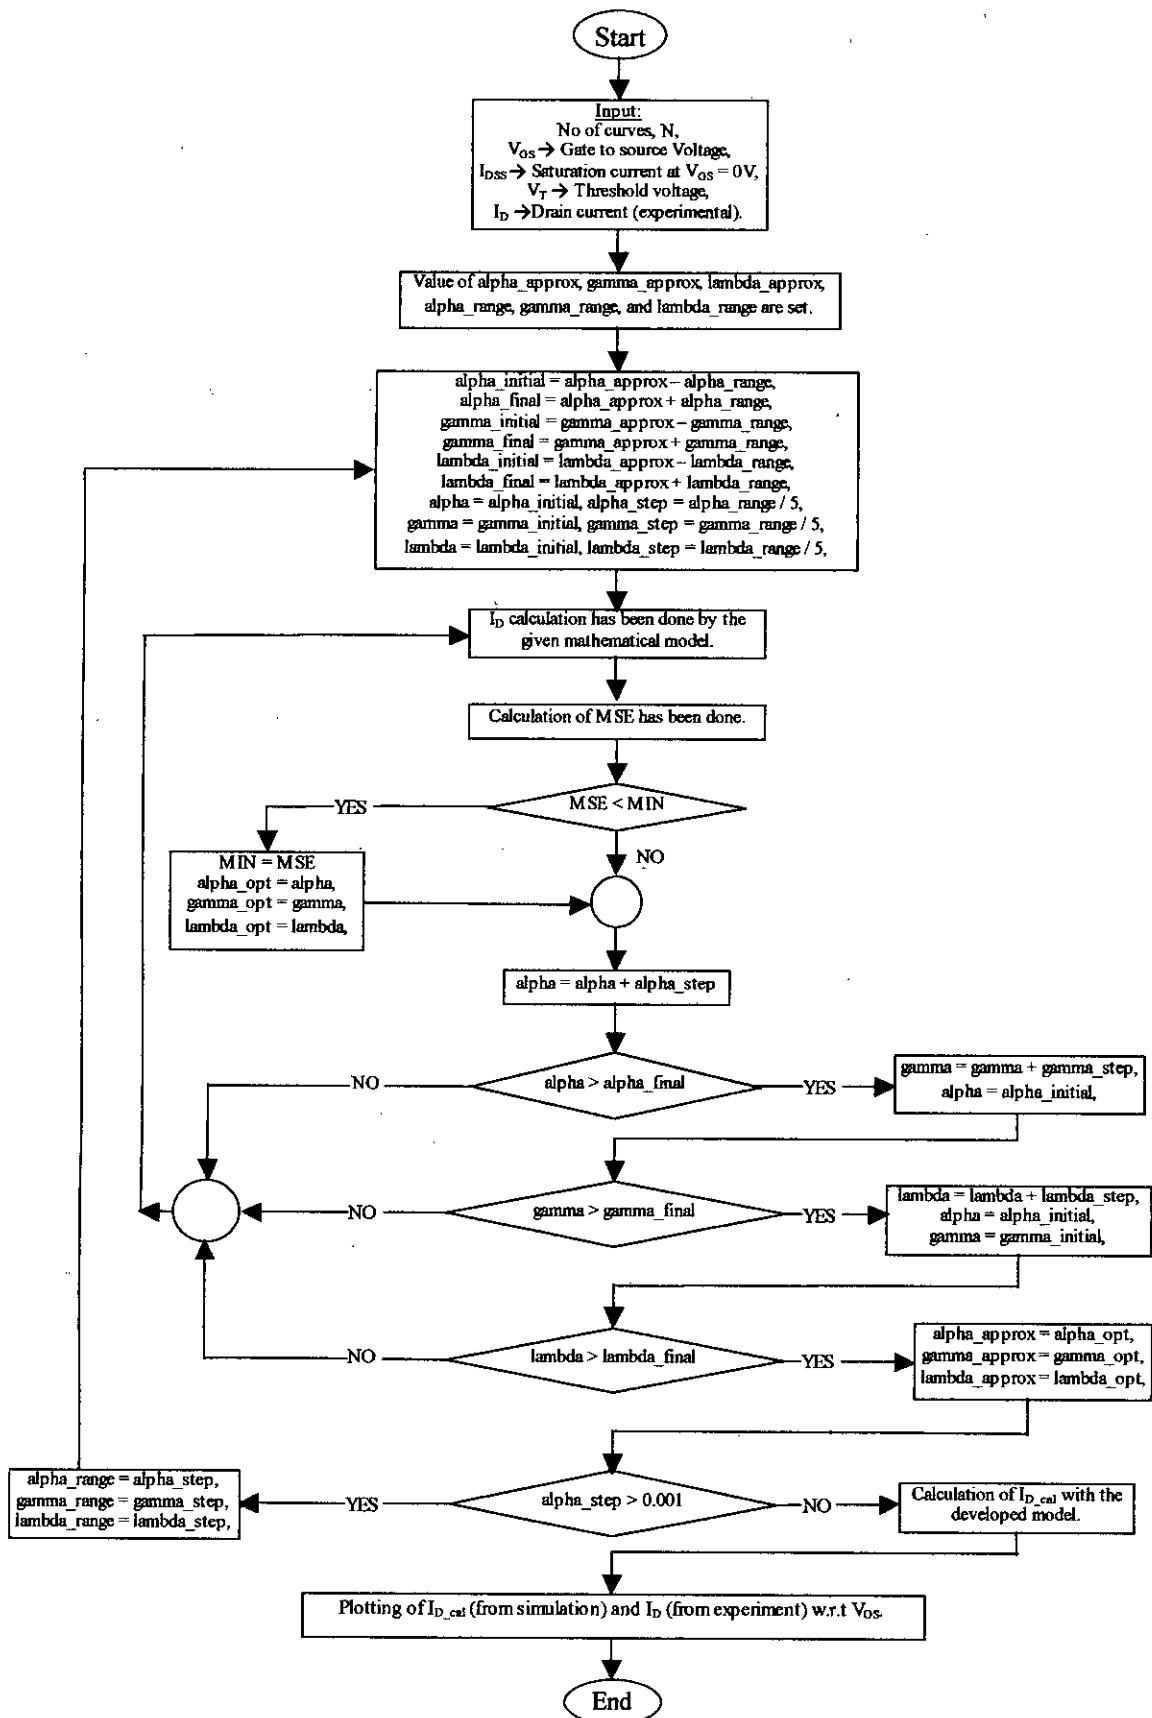 Start
Input:
No of curves, N,
V_GS → Gate to source Voltage,
I_DSS → Saturation current at V_GS = 0V,
V_T → Threshold voltage,
I_D → Drain current (experimental).
Value of alpha_approx, gamma_approx, lambda_approx,
alpha_range, gamma_range, and lambda_range are set.
alpha_initial = alpha_approx – alpha_range,
alpha_final = alpha_approx + alpha_range,
gamma_initial = gamma_approx – gamma_range,
gamma_final = gamma_approx + gamma_range,
lambda_initial = lambda_approx – lambda_range,
lambda_final = lambda_approx + lambda_range,
alpha = alpha_initial, alpha_step = alpha_range / 5,
gamma = gamma_initial, gamma_step = gamma_range / 5,
lambda = lambda_initial, lambda_step = lambda_range / 5,
I_D calculation has been done by the
given mathematical model.
Calculation of MSE has been done.
MSE < MIN
YES
NO
MIN = MSE
alpha_opt = alpha,
gamma_opt = gamma,
lambda_opt = lambda,
alpha = alpha + alpha_step
alpha > alpha_final
NO
YES
gamma = gamma + gamma_step,
alpha = alpha_initial,
gamma > gamma_final
NO
YES
lambda = lambda + lambda_step,
alpha = alpha_initial,
gamma = gamma_initial,
lambda > lambda_final
NO
YES
alpha_approx = alpha_opt,
gamma_approx = gamma_opt,
lambda_approx = lambda_opt,
alpha_step > 0.001
YES
NO
alpha_range = alpha_step,
gamma_range = gamma_step,
lambda_range = lambda_step,
Calculation of I_D_cal with the
developed model.
Plotting of I_D_cal (from simulation) and I_D (from experiment) w.r.t V_DS.
End